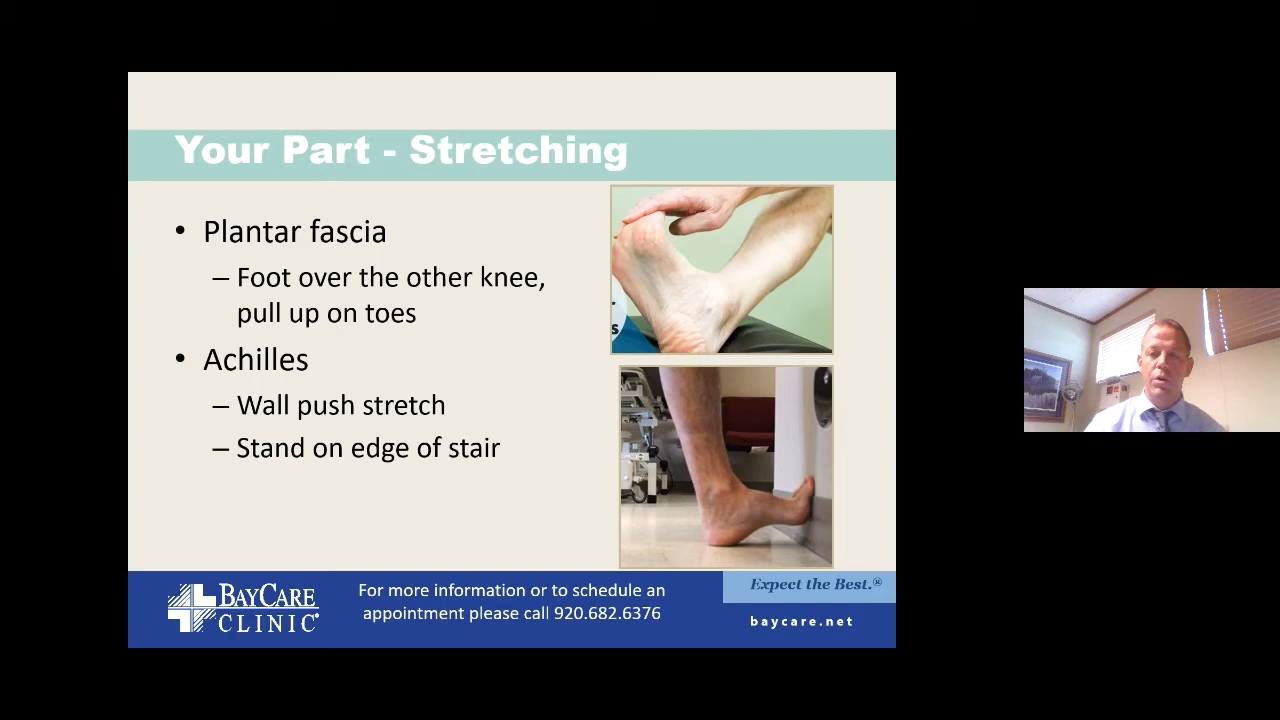 Your Part - Stretching
• Plantar fascia
– Foot over the other knee,
pull up on toes
• Achilles
– Wall push stretch
– Stand on edge of stair
BAYCARE
CLINIC®
For more information or to schedule an
appointment please call 920.682.6376
Expect the Best.®
baycare.net